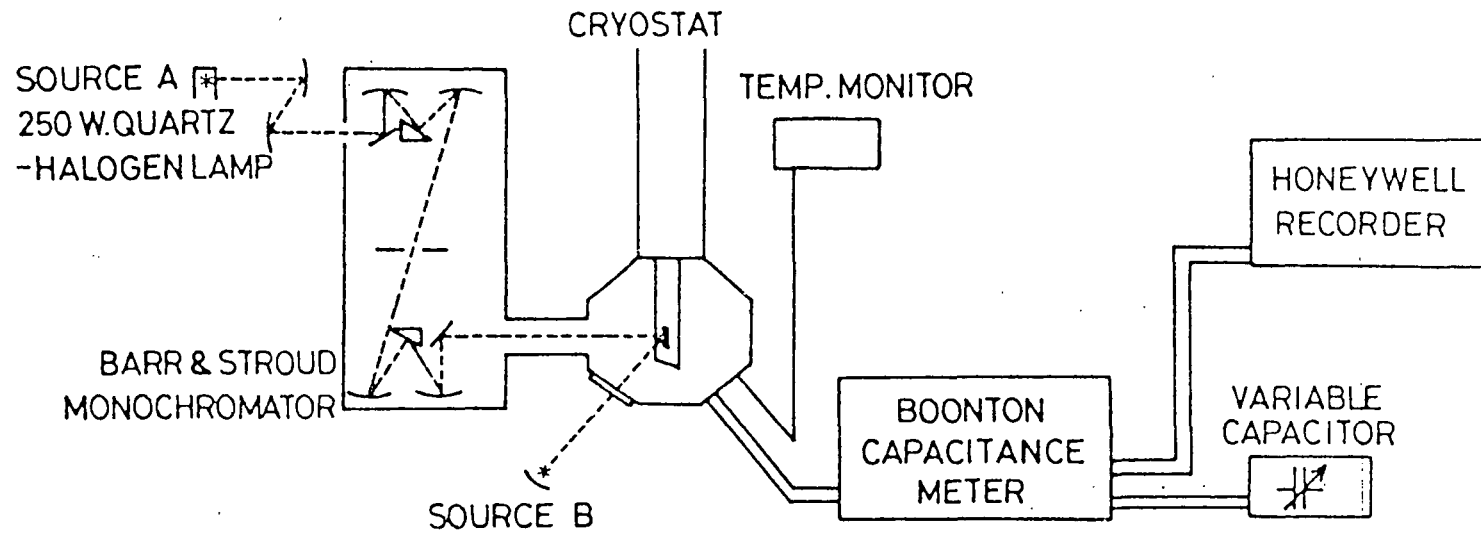 CRYOSTAT
SOURCE A
250 W.QUARTZ
-HALOGEN LAMP
TEMP. MONITOR
HONEYWELL
RECORDER
BARR & STROUD
MONOCHROMATOR
BOONTON
CAPACITANCE
METER
VARIABLE
CAPACITOR
SOURCE B